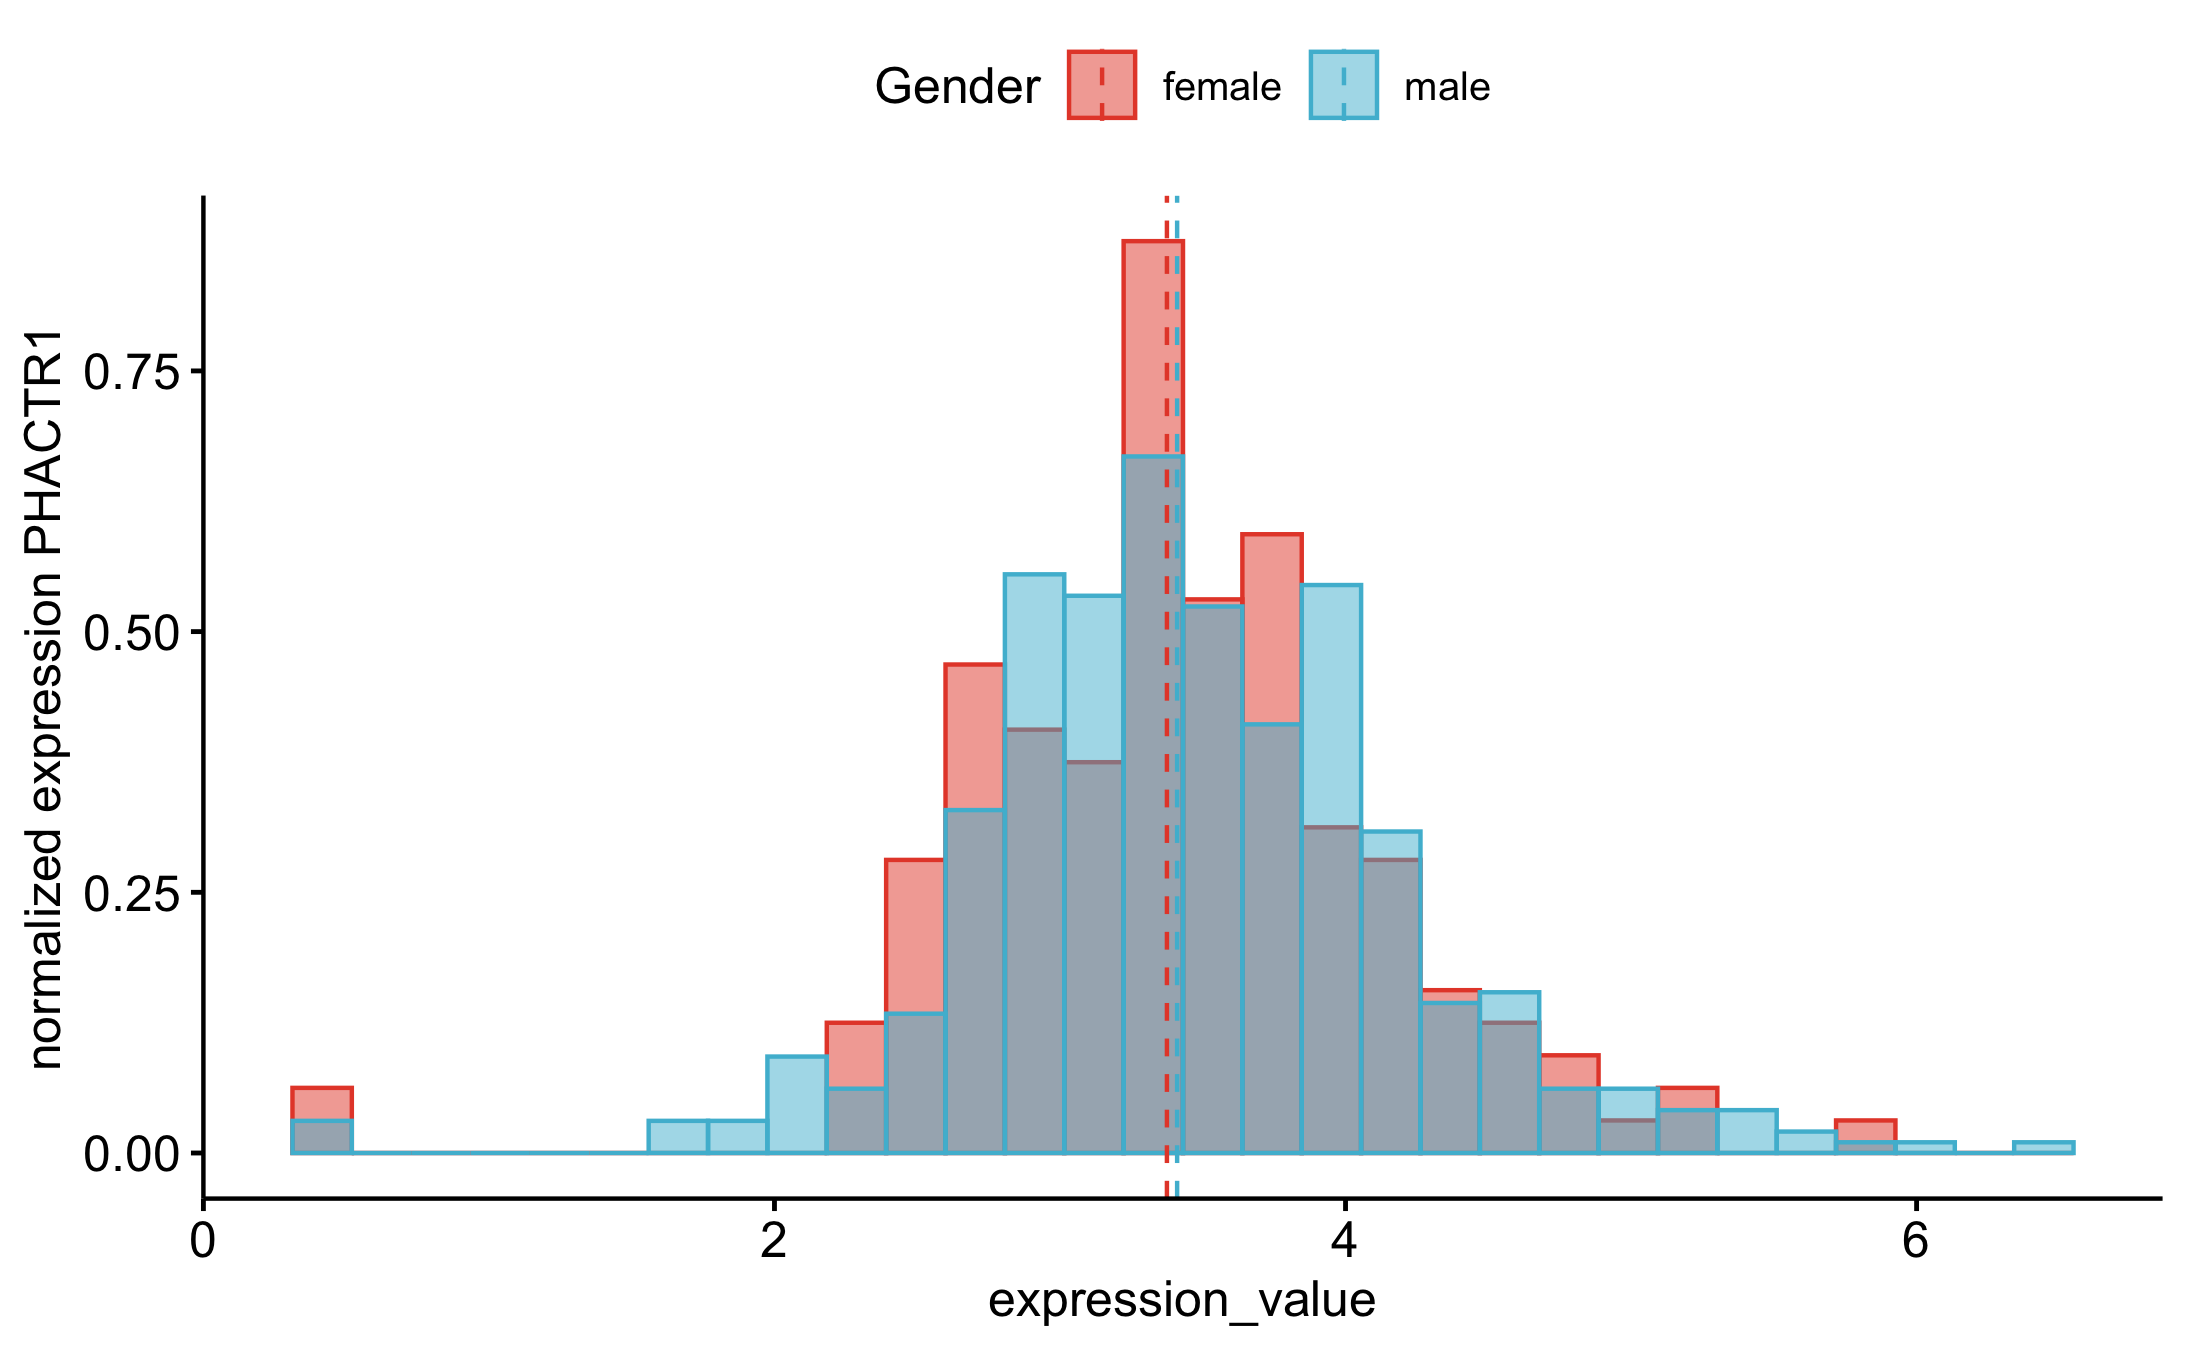 Gender female male
normalized expression PHACTR1
0.75
0.50
0.25
0.00
0 2 4 6
expression_value